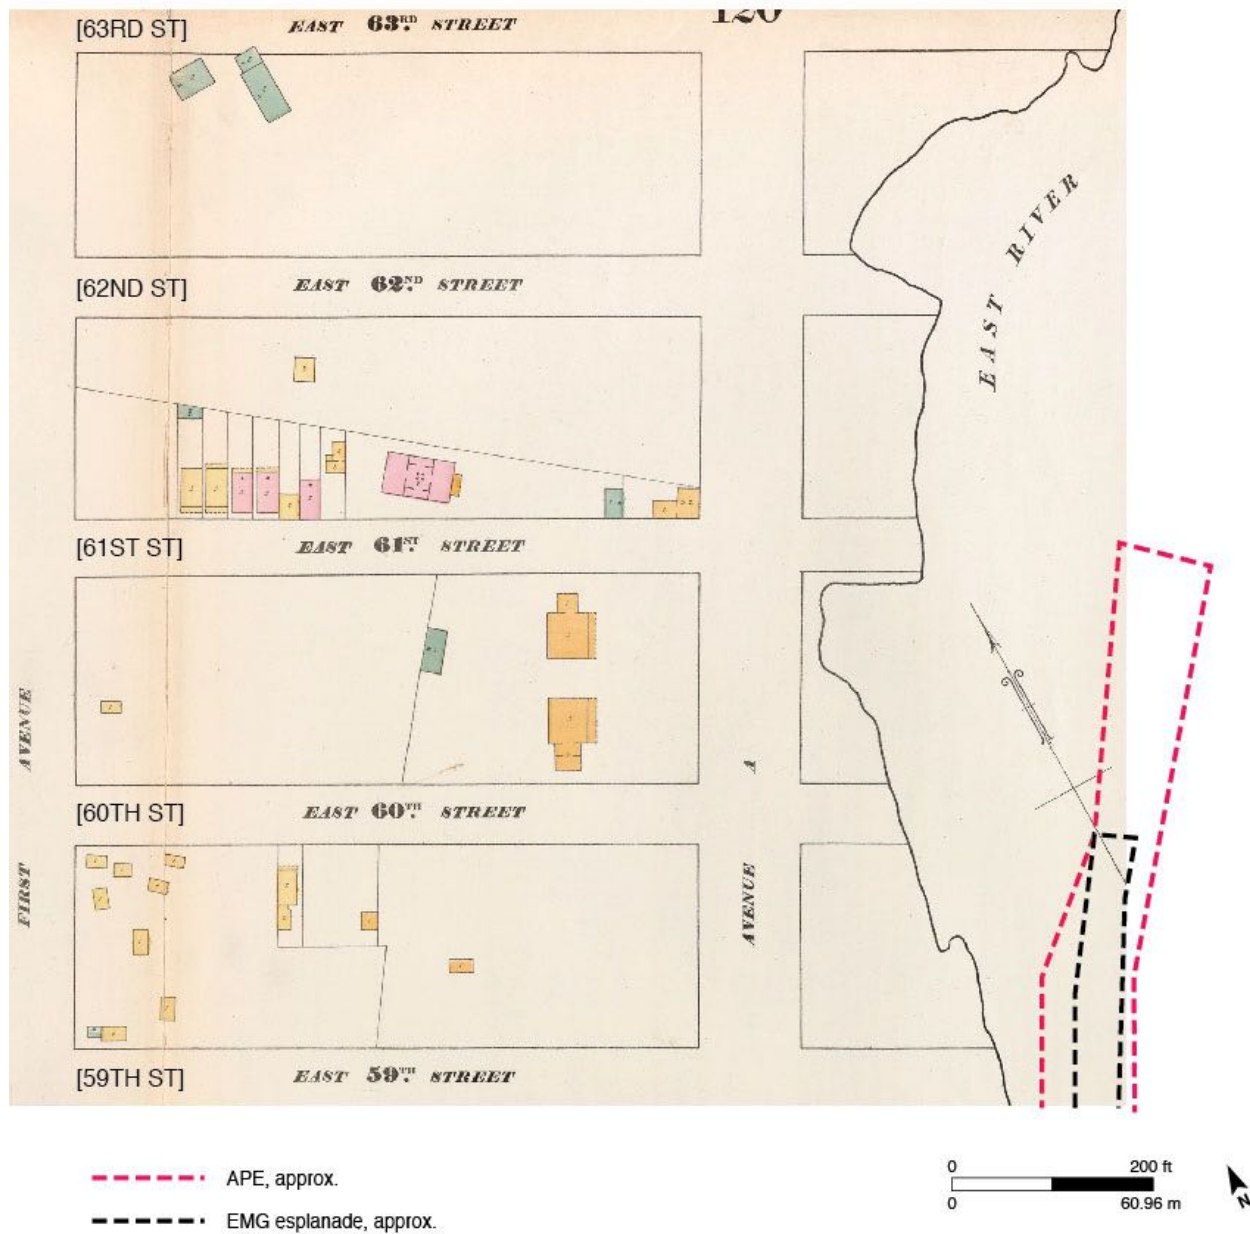 120
[63RD ST]
EAST 63RD. STREET
EAST RIVER
[62ND ST]
EAST 62ND. STREET
[61ST ST]
EAST 61ST. STREET
FIRST AVENUE
AVENUE A
[60TH ST]
EAST 60TH. STREET
[59TH ST]
EAST 59TH. STREET
APE, approx.
EMG esplanade, approx.
0 200 ft
0 60.96 m
N